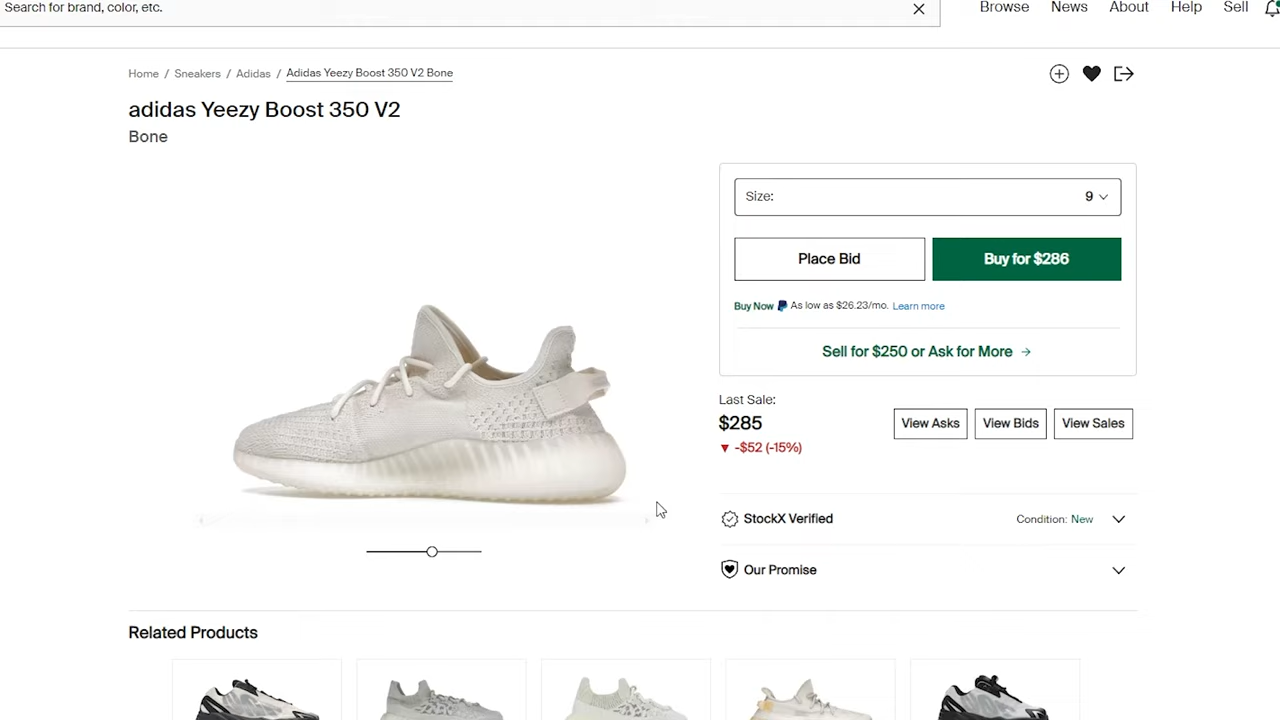 Search for brand, color, etc.
Browse News About Help Sell
Home / Sneakers / Adidas / Adidas Yeezy Boost 350 V2 Bone
adidas Yeezy Boost 350 V2
Bone
Size: 9
Place Bid Buy for $286
Buy Now As low as $26.23/mo. Learn more
Sell for $250 or Ask for More →
Last Sale:
$285
▼ -$52 (-15%)
View Asks View Bids View Sales
StockX Verified Condition: New
Our Promise
Related Products